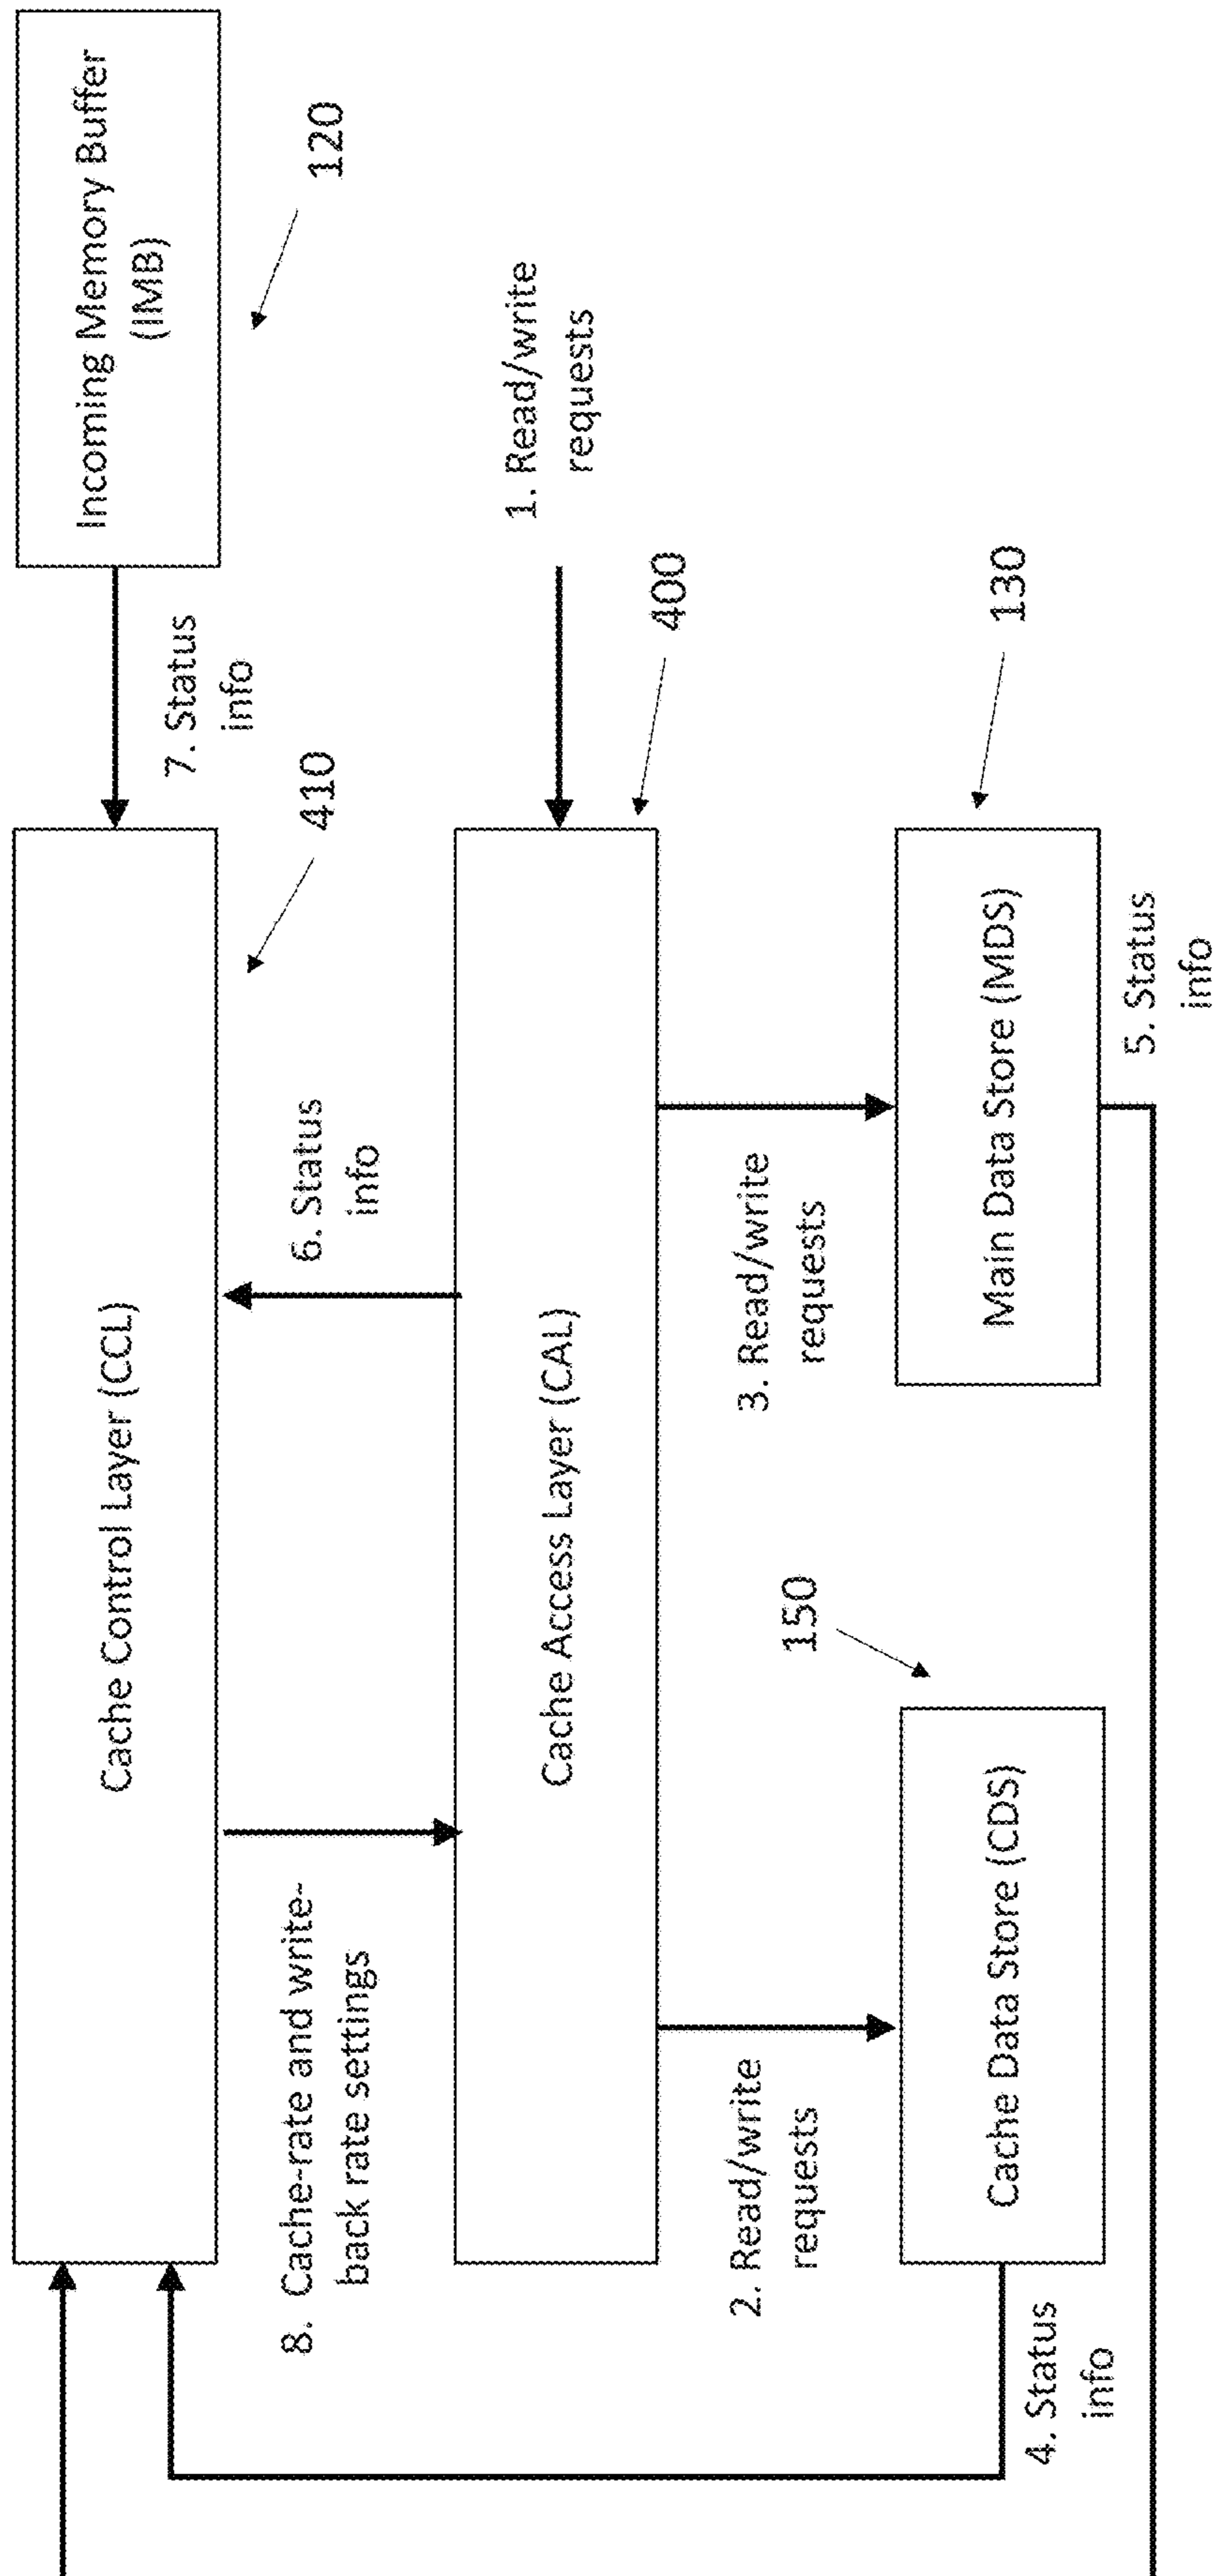 Cache Control Layer (CCL)
Incoming Memory Buffer
(IMB)
7. Status
info
410
120
8. Cache-rate and write-
back rate settings
6. Status
info
Cache Access Layer (CAL)
1. Read/write
requests
400
2. Read/write
requests
150
3. Read/write
requests
130
Cache Data Store (CDS)
Main Data Store (MDS)
4. Status
info
5. Status
info